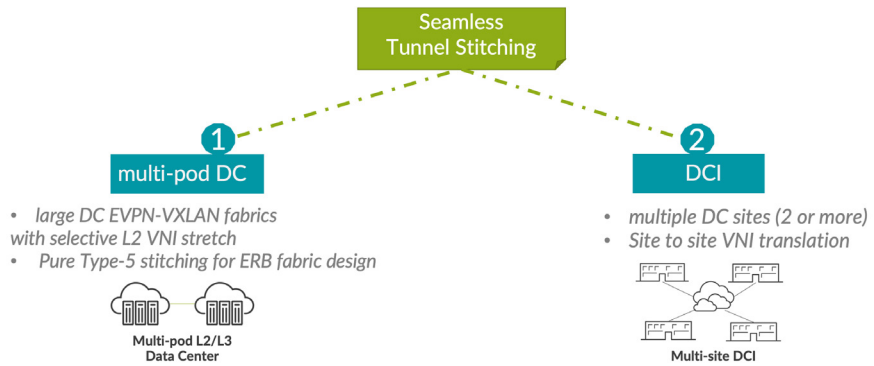 Seamless
Tunnel Stitching
1
multi-pod DC
• large DC EVPN-VXLAN fabrics
with selective L2 VNI stretch
• Pure Type-5 stitching for ERB fabric design
Multi-pod L2/L3
Data Center
2
DCI
• multiple DC sites (2 or more)
• Site to site VNI translation
Multi-site DCI